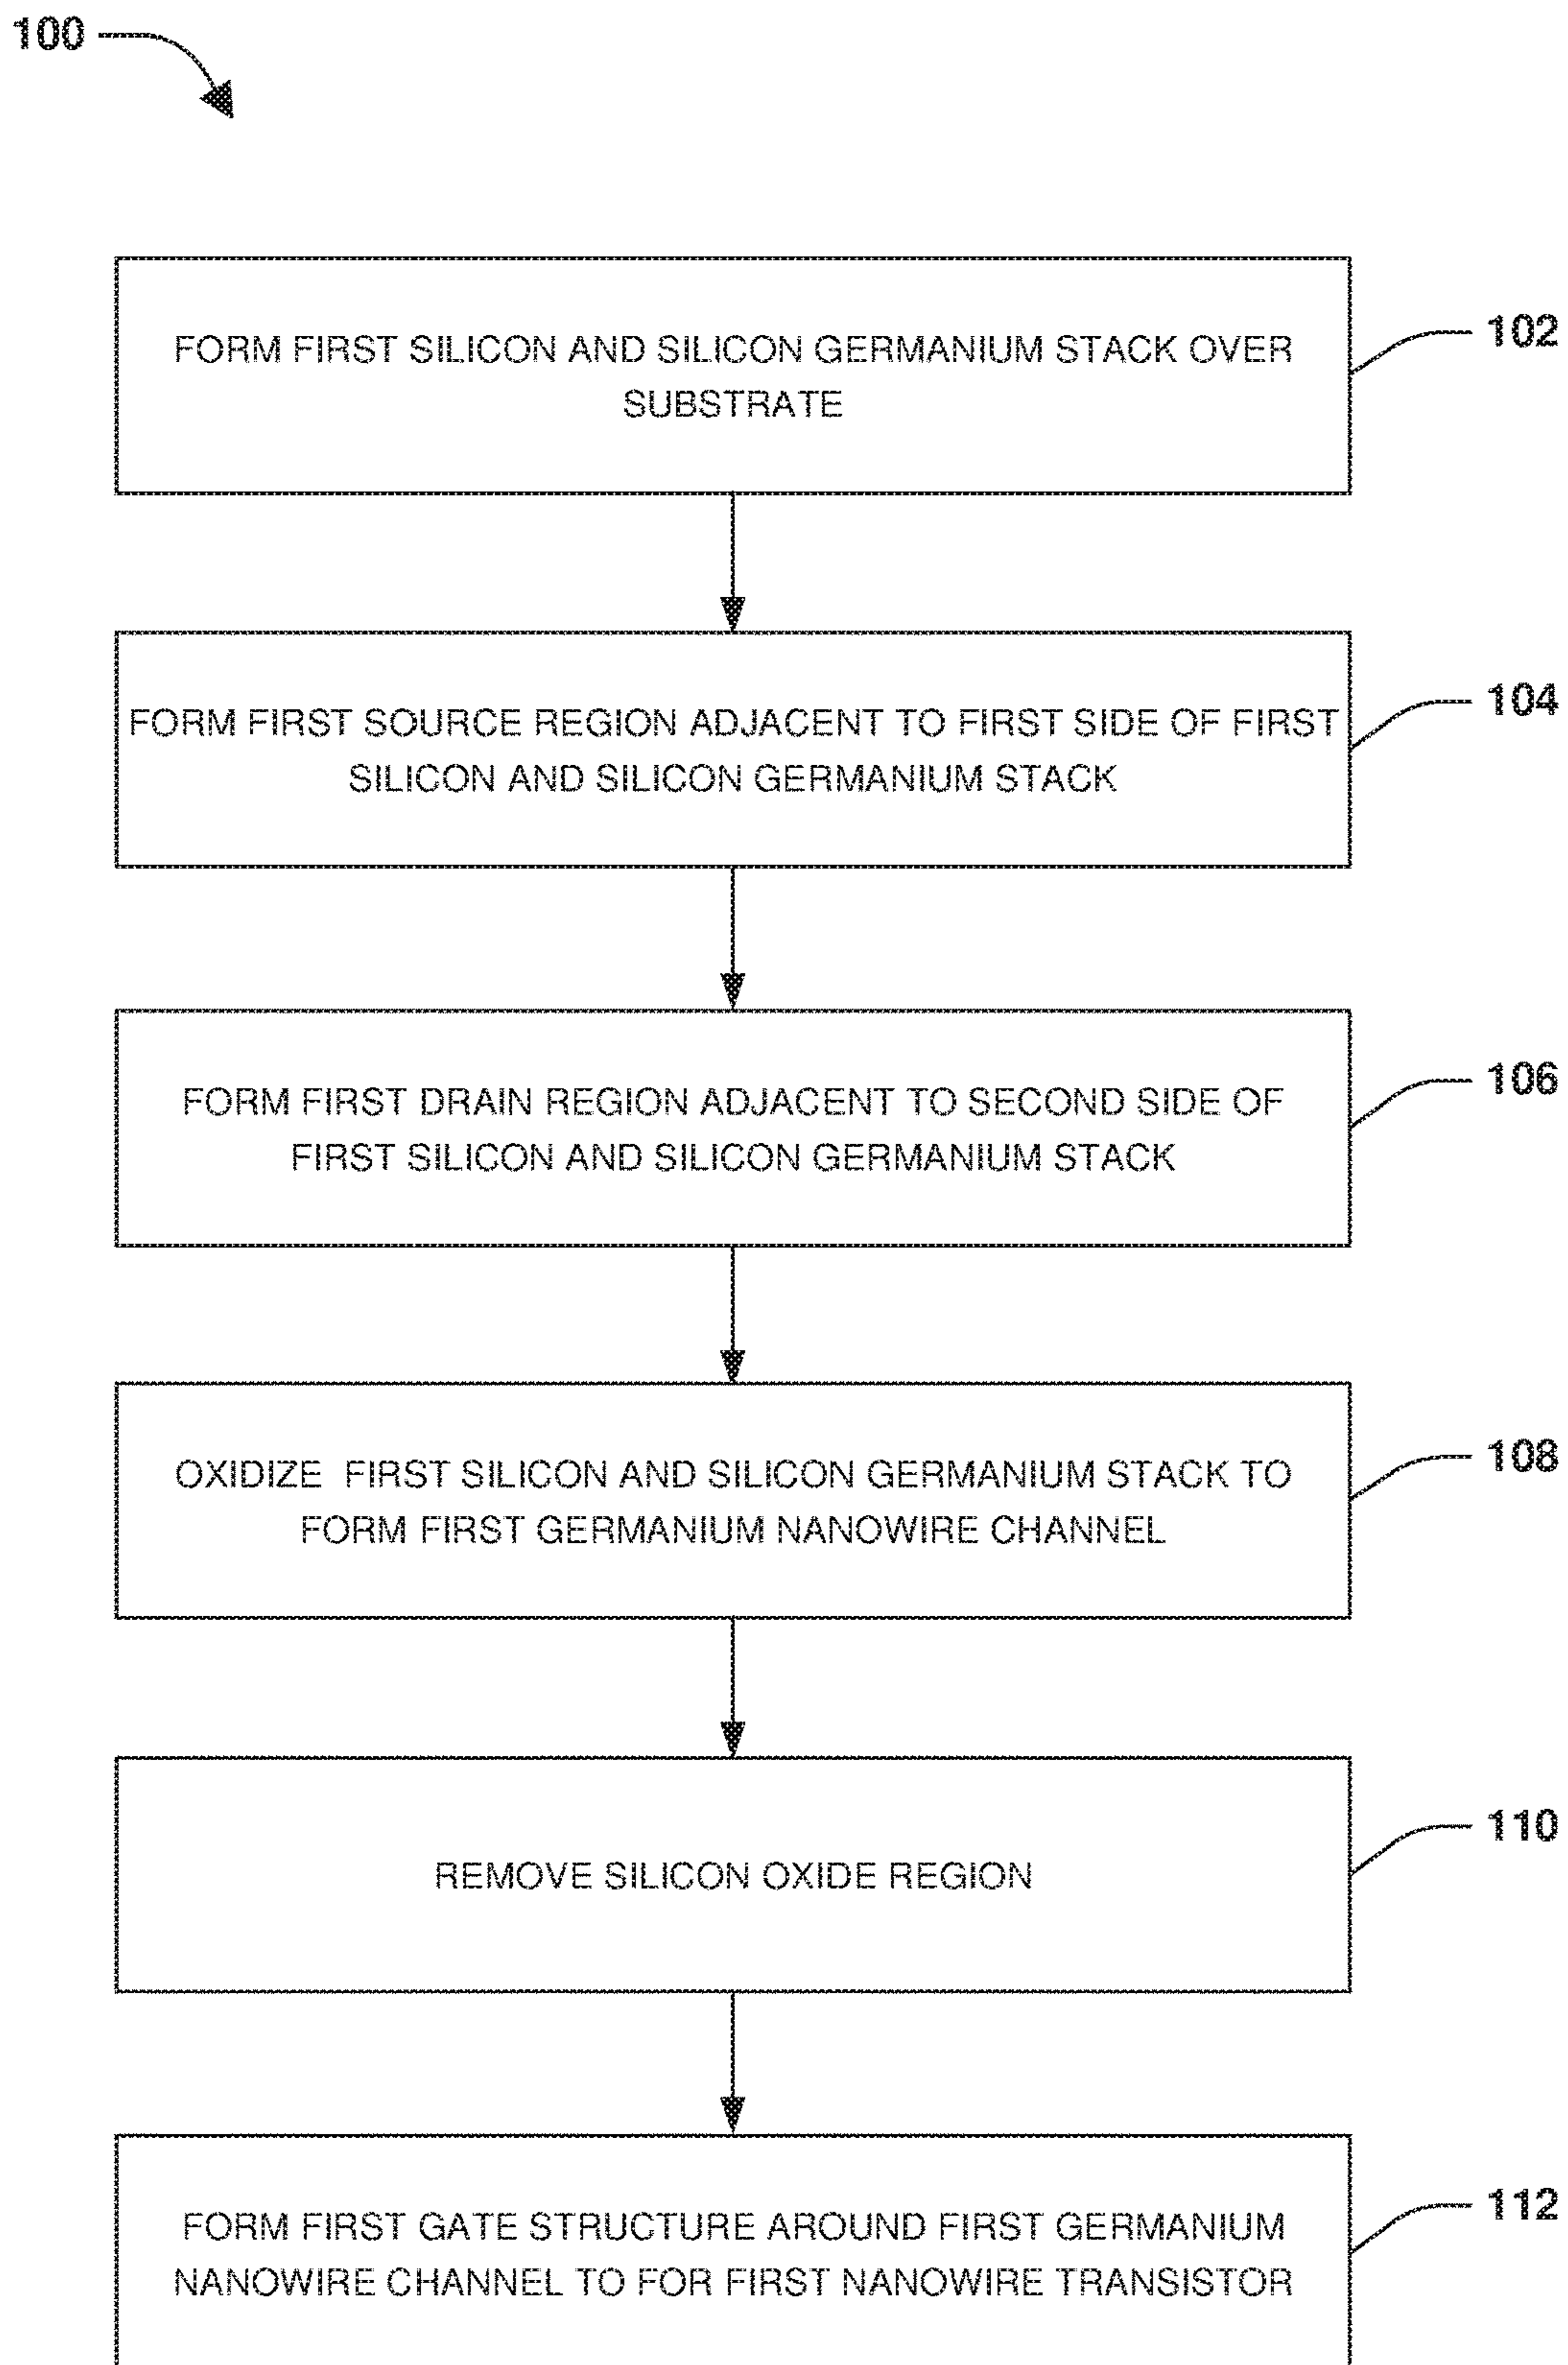 100
FORM FIRST SILICON AND SILICON GERMANIUM STACK OVER
SUBSTRATE
102
FORM FIRST SOURCE REGION ADJACENT TO FIRST SIDE OF FIRST
SILICON AND SILICON GERMANIUM STACK
104
FORM FIRST DRAIN REGION ADJACENT TO SECOND SIDE OF
FIRST SILICON AND SILICON GERMANIUM STACK
106
OXIDIZE FIRST SILICON AND SILICON GERMANIUM STACK TO
FORM FIRST GERMANIUM NANOWIRE CHANNEL
108
REMOVE SILICON OXIDE REGION
110
FORM FIRST GATE STRUCTURE AROUND FIRST GERMANIUM
NANOWIRE CHANNEL TO FOR FIRST NANOWIRE TRANSISTOR
112